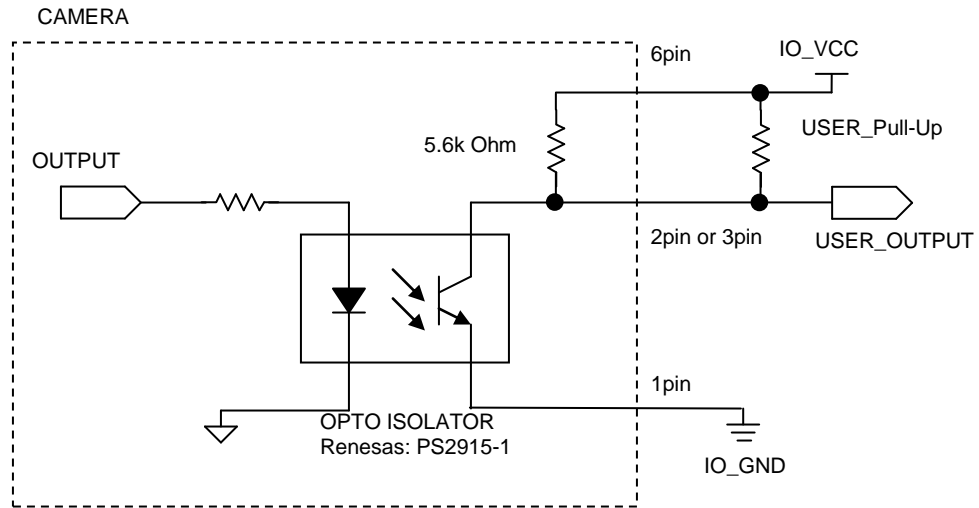 CAMERA
6pin
IO_VCC
5.6k Ohm
USER_Pull-Up
OUTPUT
2pin or 3pin
USER_OUTPUT
1pin
OPTO ISOLATOR
Renesas: PS2915-1
IO_GND